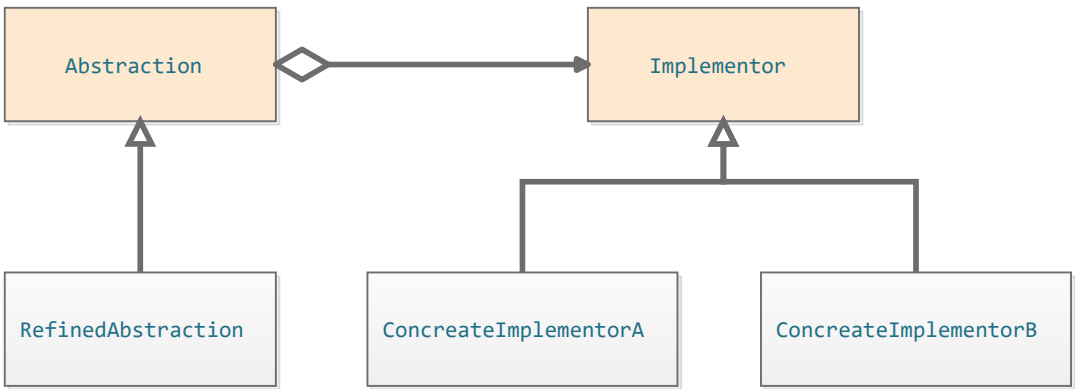 Abstraction
Implementor
RefinedAbstraction
ConcreateImplementorA
ConcreateImplementorB